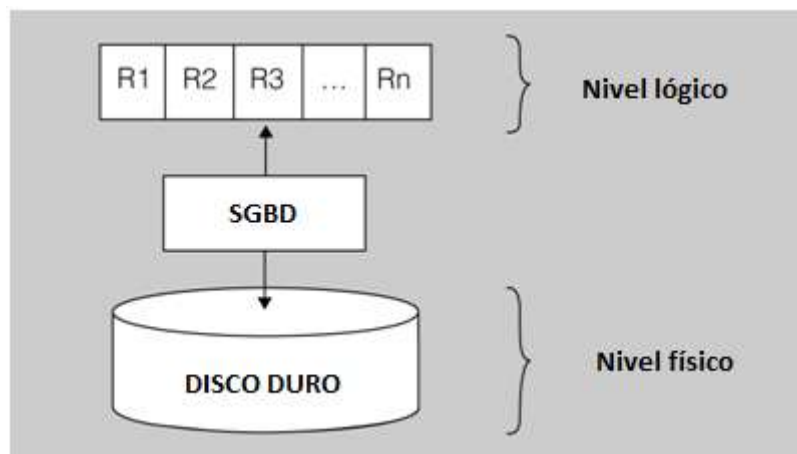 R1 R2 R3 ... Rn
Nivel lógico
SGBD
DISCO DURO
Nivel físico